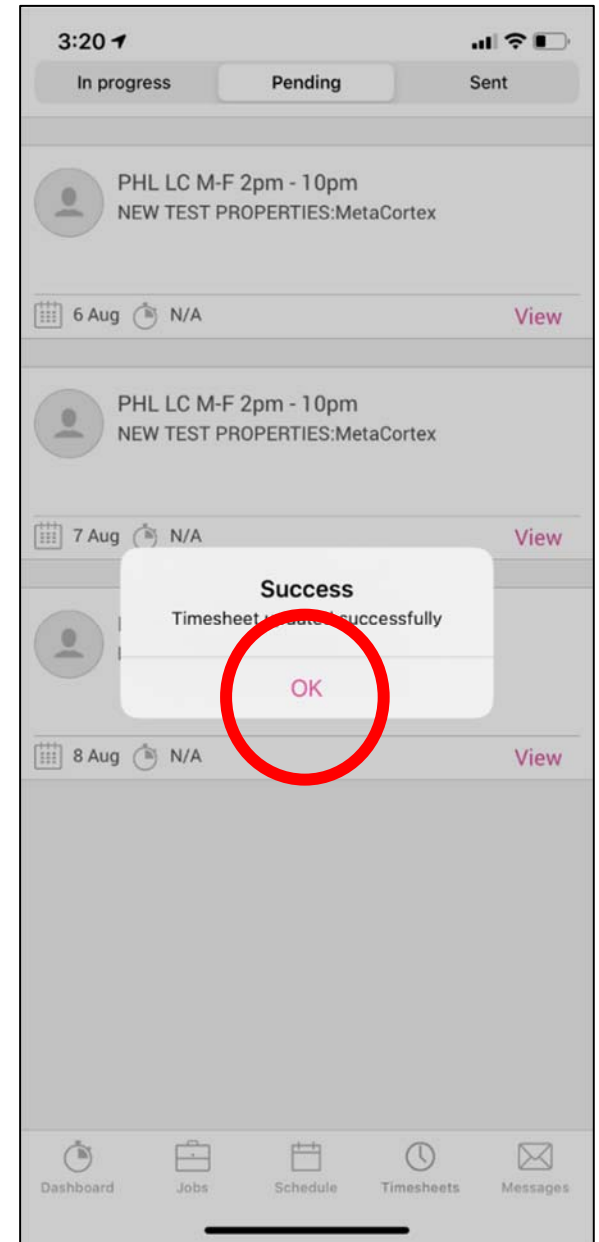 3:20
In progress Pending Sent
PHL LC M-F 2pm - 10pm
NEW TEST PROPERTIES:MetaCortex
6 Aug N/A View
PHL LC M-F 2pm - 10pm
NEW TEST PROPERTIES:MetaCortex
7 Aug N/A View
Success
Timesheet updated successfully
OK
8 Aug N/A View
Dashboard Jobs Schedule Timesheets Messages